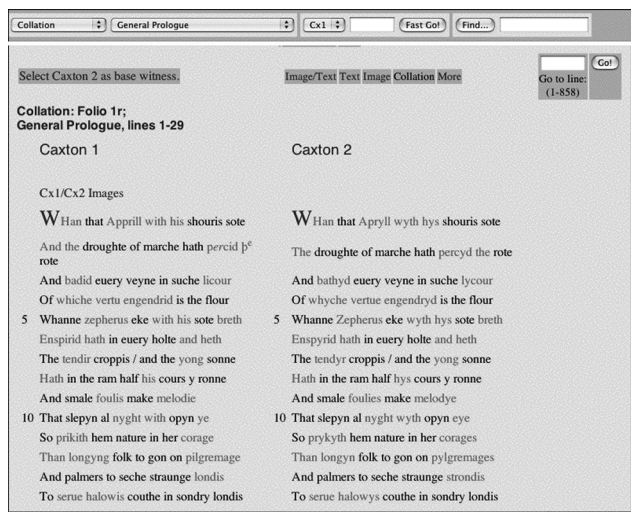 Collation General Prologue Cx1 Fast Go! Find...
Select Caxton 2 as base witness. Image/Text Text Image Collation More Go!
Go to line:
(1-858)
Collation: Folio 1r;
General Prologue, lines 1-29
Caxton 1
Cx1/Cx2 Images
WHan that Apprill with his shouris sote
And the droughte of marche hath percid þe
rote
And badid euery veyne in suche licour
Of whiche vertu engendrid is the flour
5 Whanne zepherus eke with his sote breth
Enspirid hath in euery holte and heth
The tendir croppis / and the yong sonne
Hath in the ram half his cours y ronne
And smale foulis make melodie
10 That slepyn al nyght with opyn ye
So prikith hem nature in her corage
Than longyng folk to gon on pilgremage
And palmers to seche straunge londis
To serue halowis couthe in sondry londis
Caxton 2
WHan that Apryll wyth hys shouris sote
The droughte of marche hath percyd the rote
And bathyd euery veyne in suche lycour
Of whyche vertue engendryd is the flour
5 Whanne Zepherus eke wyth hys sote breth
Enspyrid hath in euery holte and heth
The tendyr croppis / and the yong sonne
Hath in the ram half hys cours y ronne
And smale foulies make melodye
10 That slepyn al nyght wyth opyn eye
So prykyth hem nature in her corages
Than longyn folk to gon on pylgremages
And palmers to seche straunge strondis
To serue halowys couthe in sondry londis